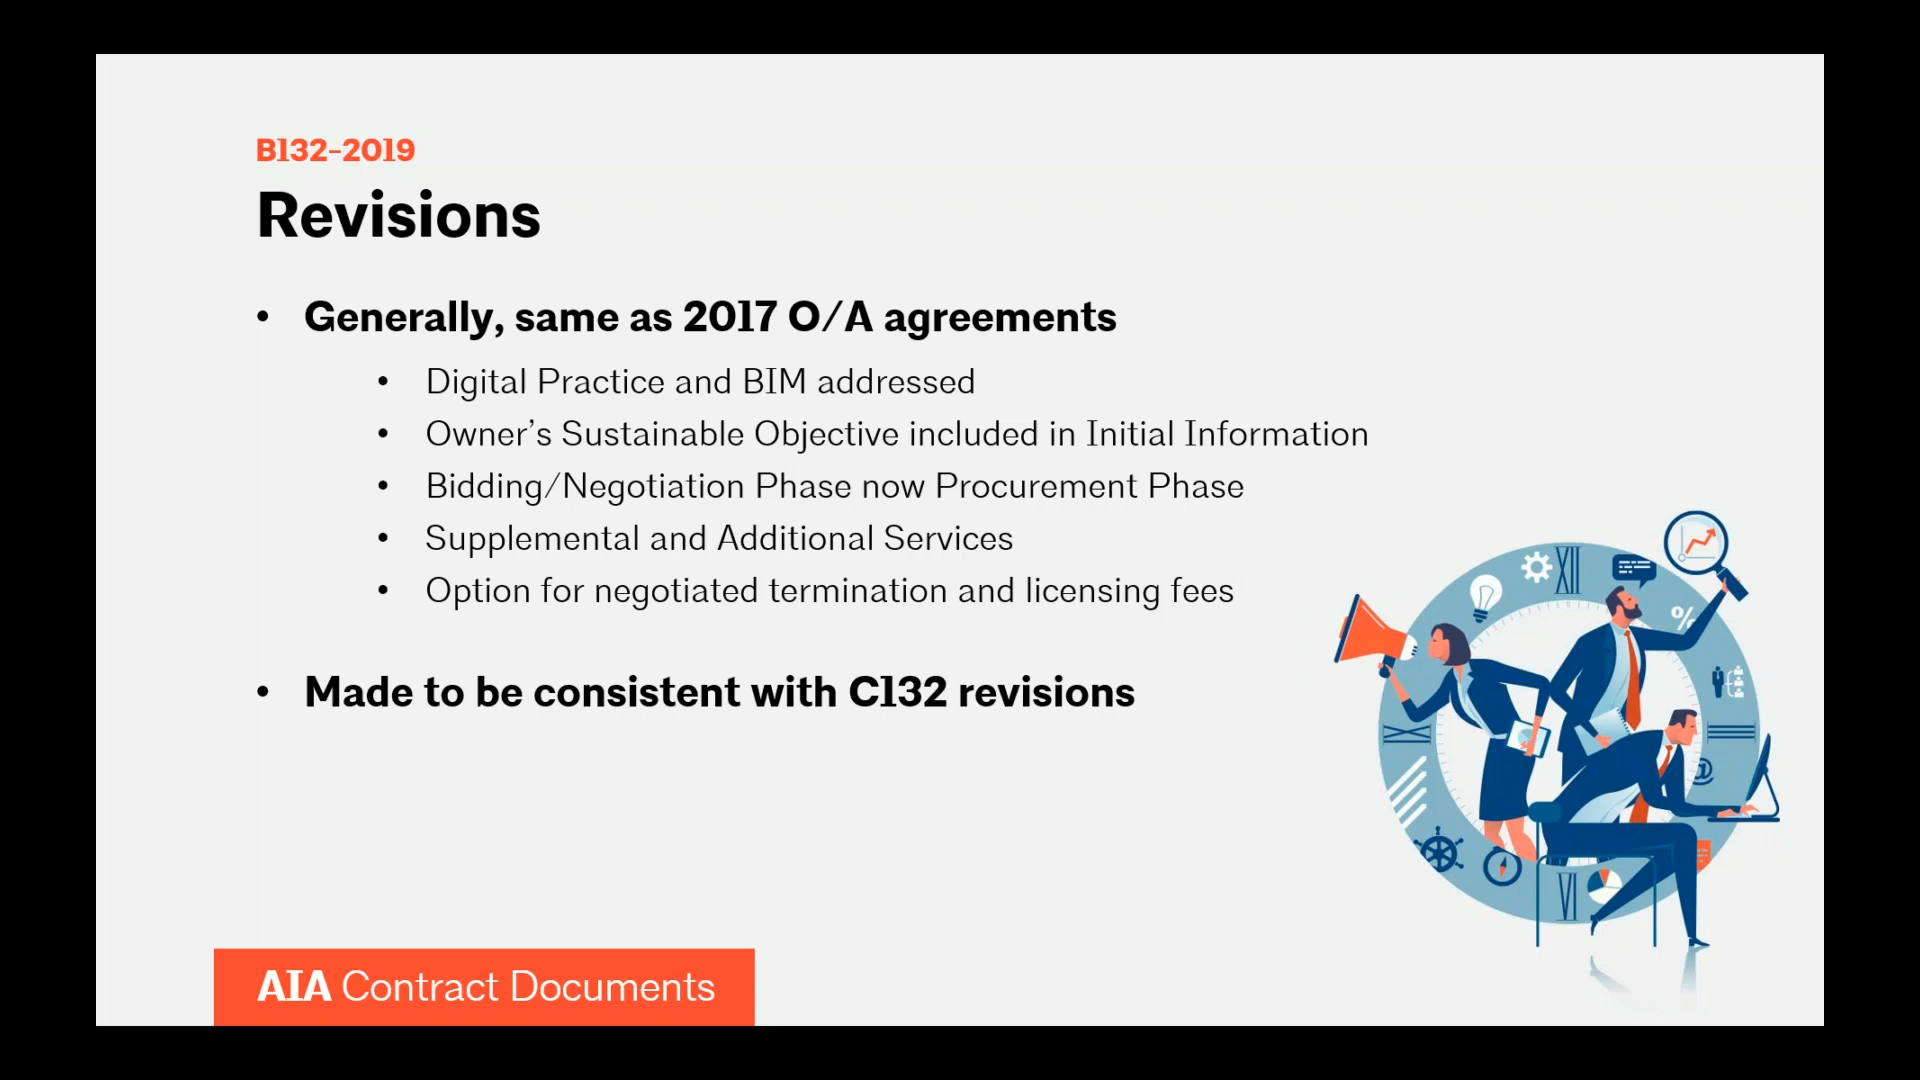 B132-2019
Revisions
• Generally, same as 2017 O/A agreements
• Digital Practice and BIM addressed
• Owner’s Sustainable Objective included in Initial Information
• Bidding/Negotiation Phase now Procurement Phase
• Supplemental and Additional Services
• Option for negotiated termination and licensing fees
• Made to be consistent with C132 revisions
XII
%
@
VI
AIA Contract Documents